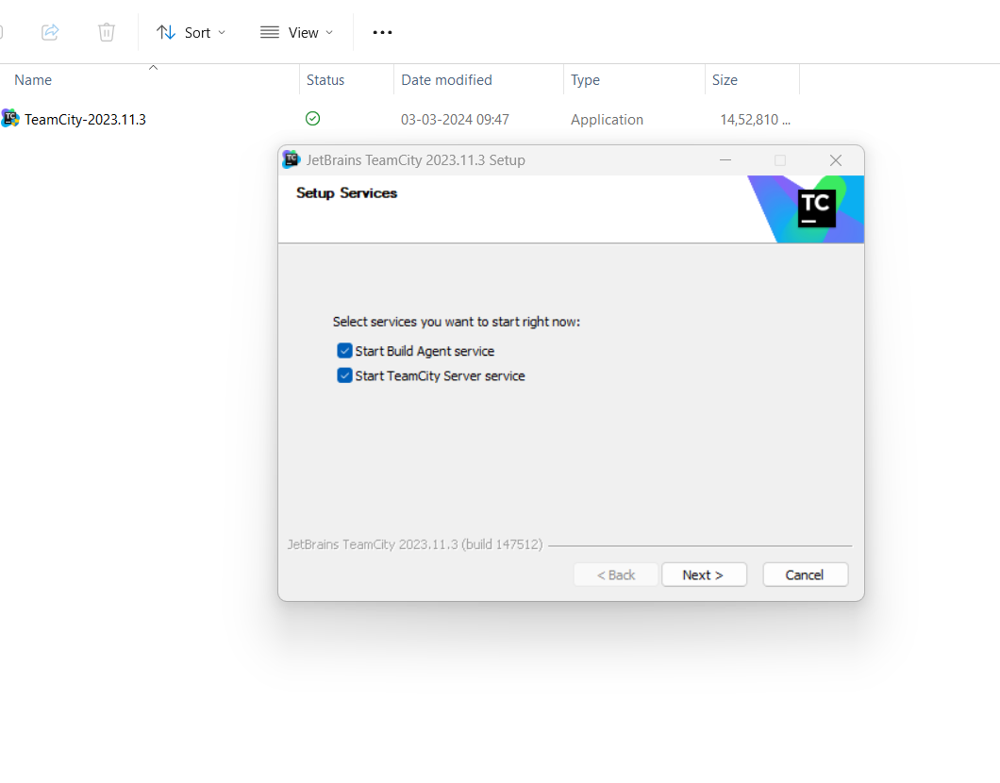 Sort View
Name Status Date modified Type Size
TC TeamCity-2023.11.3 03-03-2024 09:47 Application 14,52,810 ...
TC JetBrains TeamCity 2023.11.3 Setup
Setup Services
TC
Select services you want to start right now:
Start Build Agent service
Start TeamCity Server service
JetBrains TeamCity 2023.11.3 (build 147512)
< Back Next > Cancel